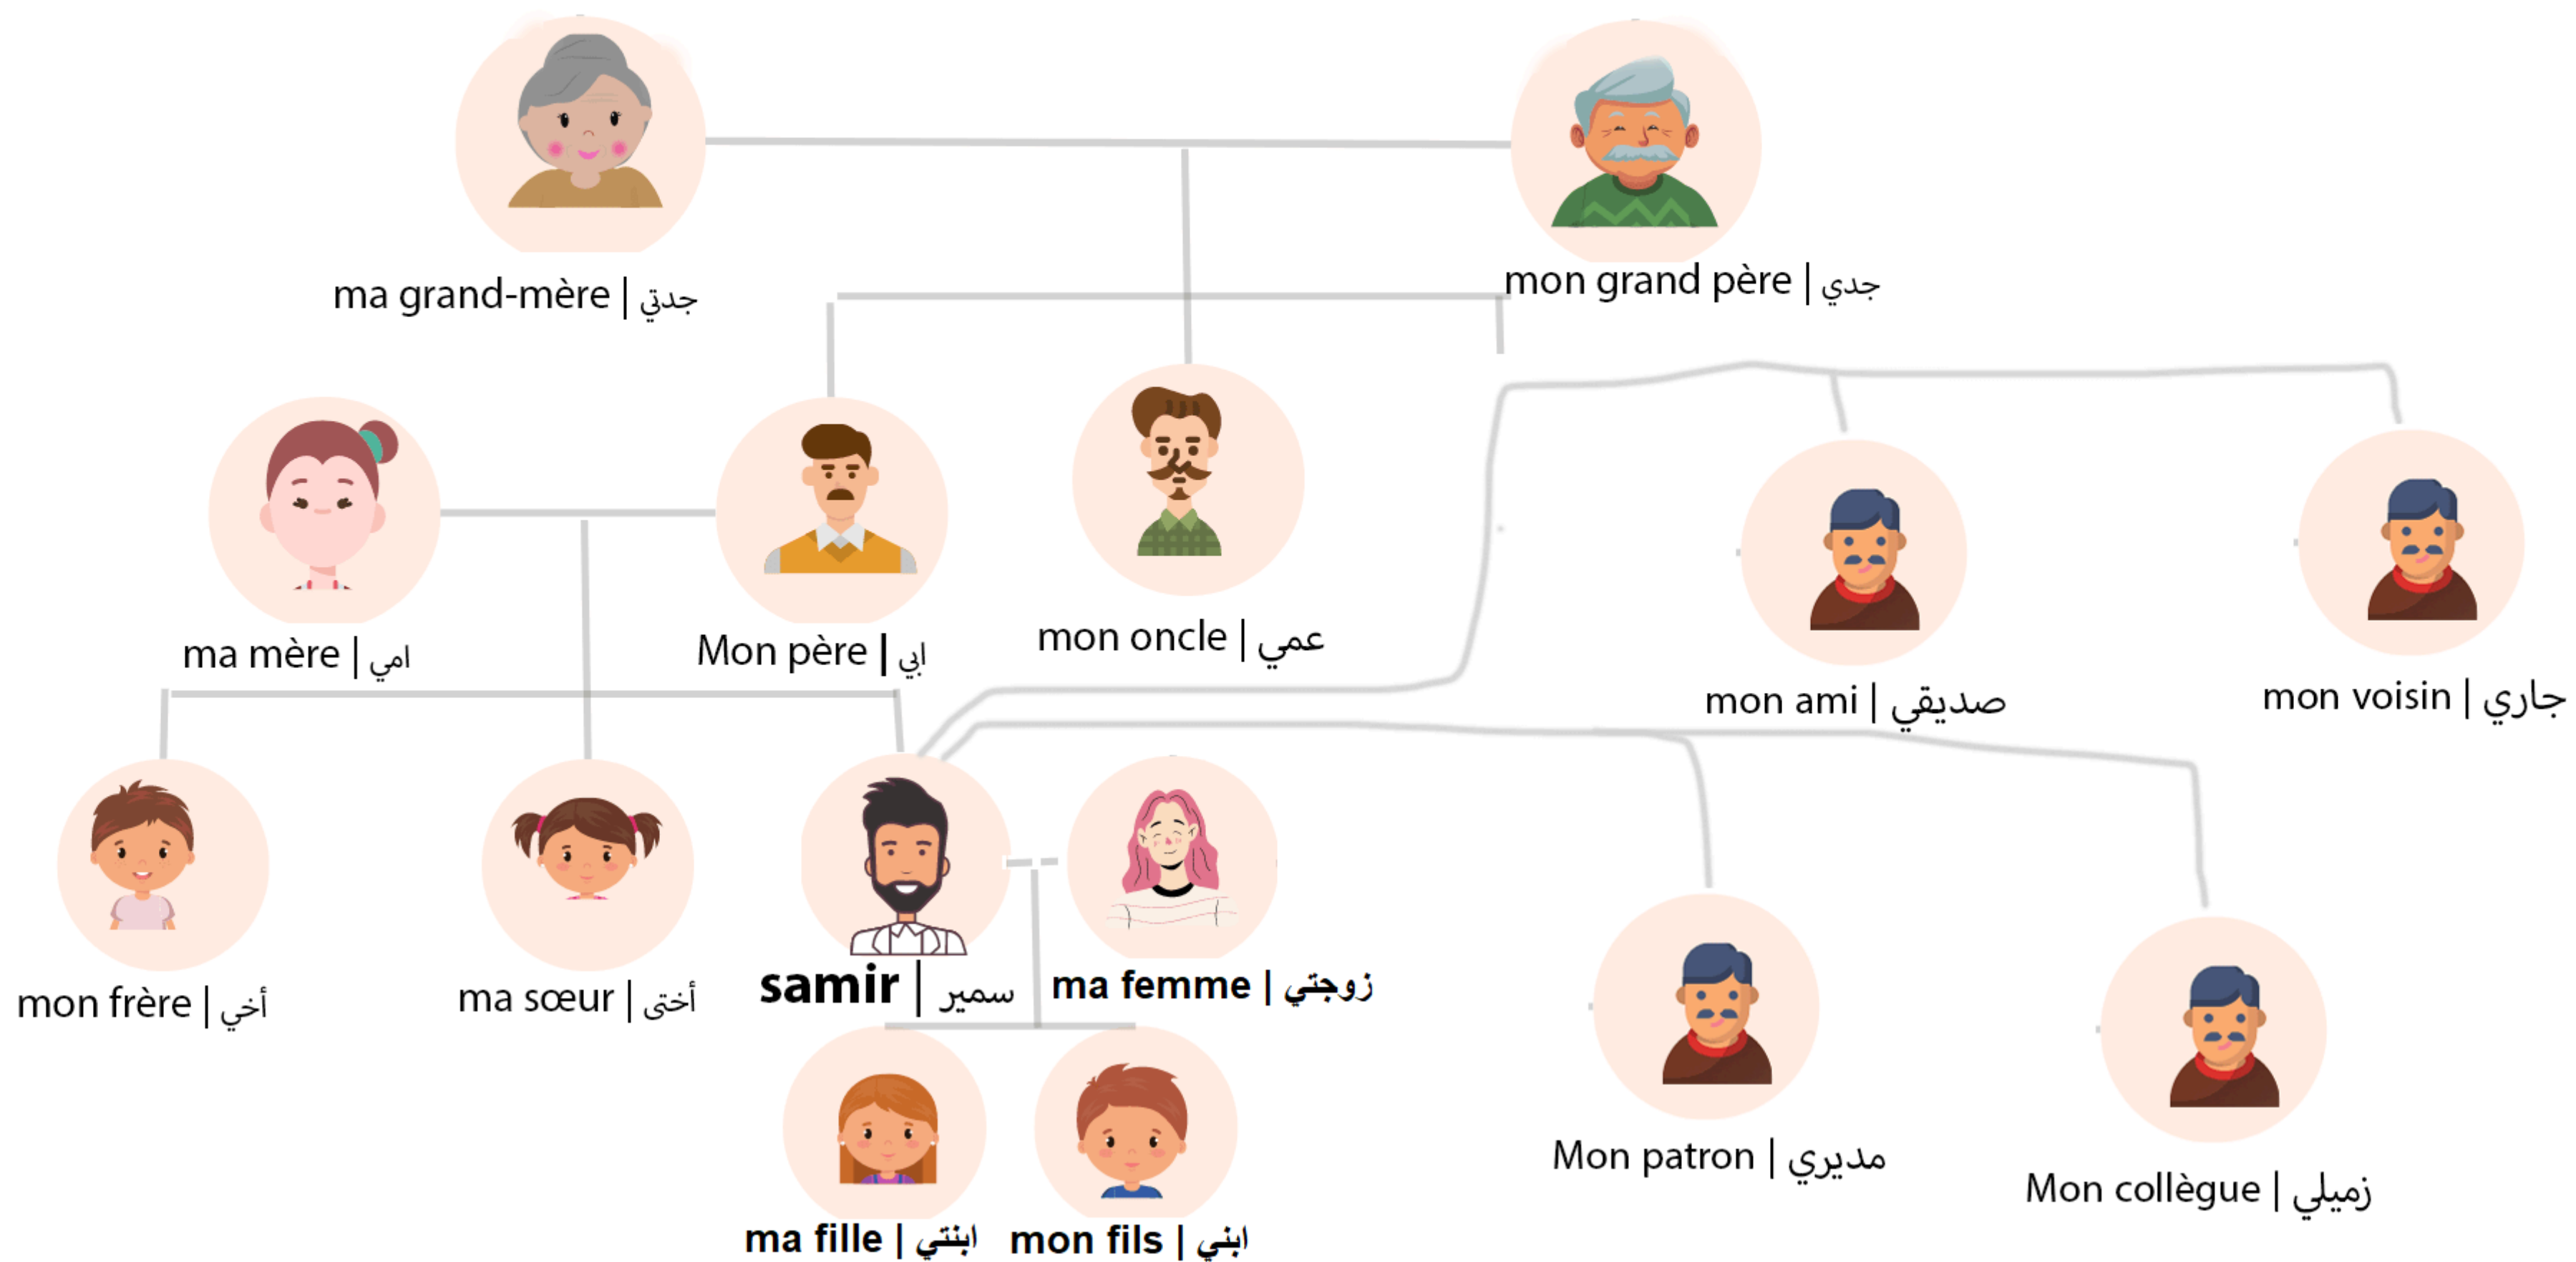 ma grand-mère | جدتي
mon grand père | جدي
ma mère | امي
Mon père | ابي
mon oncle | عمي
mon ami | صديقي
mon voisin | جاري
mon frère | أخي
ma sœur | أختى
samir | سمير
ma femme | زوجتي
Mon patron | مديري
Mon collègue | زميلي
ma fille | ابنتي
mon fils | ابني